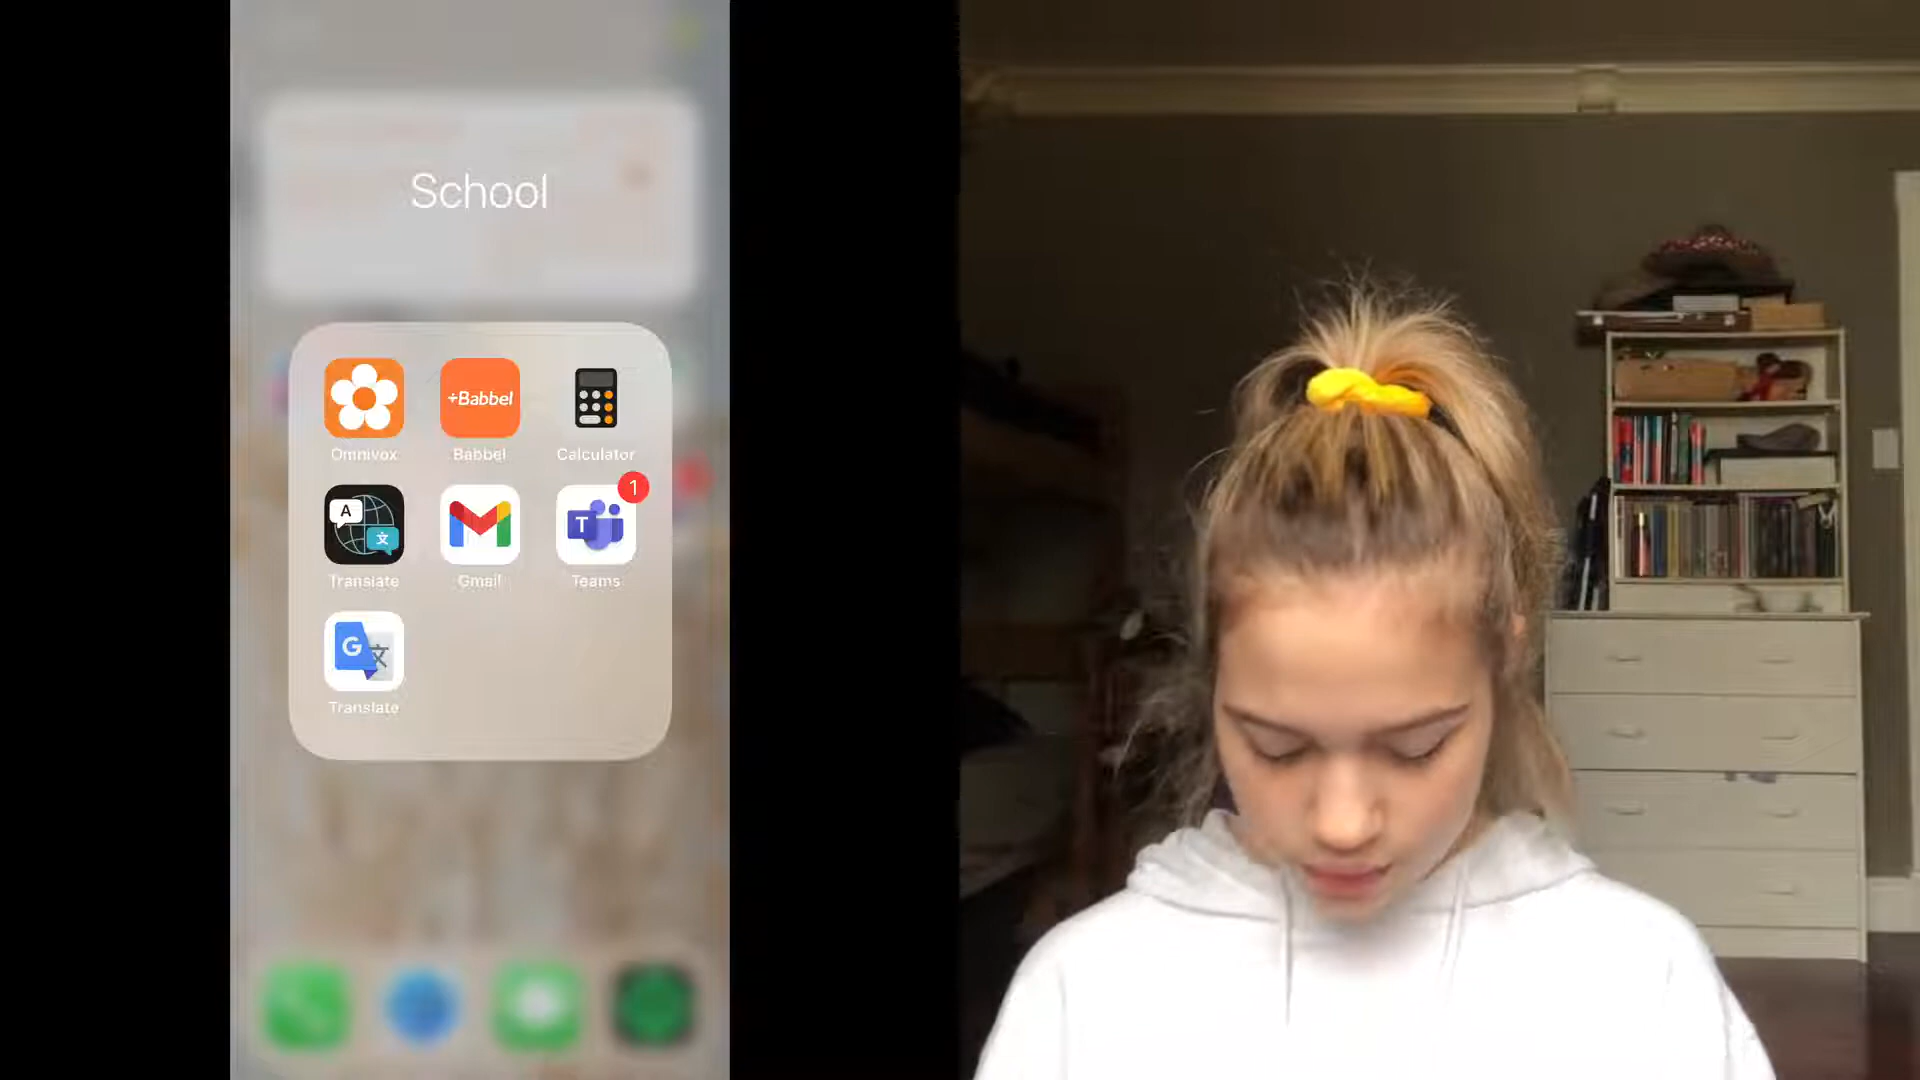 School
+Babbel
Omnivox
Babbel
Calculator
A
文
T
1
Translate
Gmail
Teams
G
文
Translate